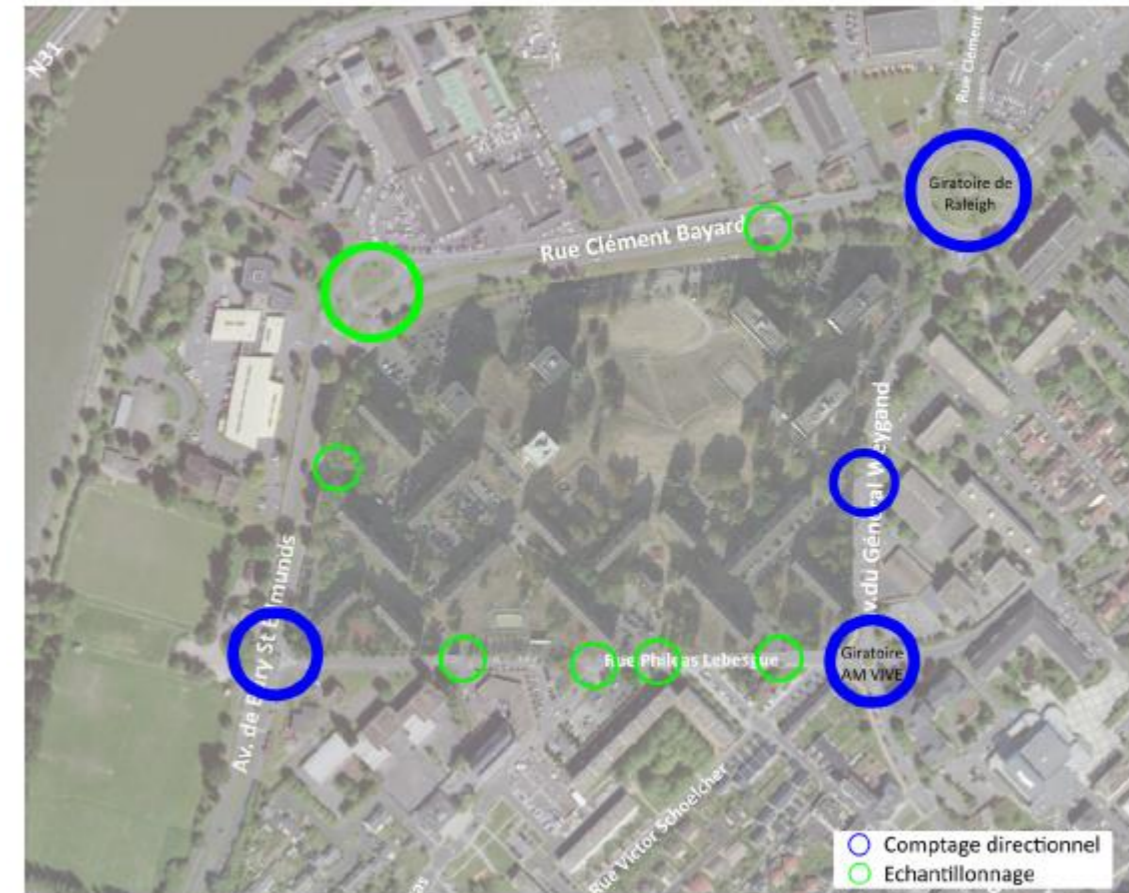 N31
Rue Clément
Giratoire de
Raleigh
Rue Clément Bayard
Av. du Général Weygand
Av. de Bury St Edmunds
Rue Philéas Lebesgue
Giratoire
AM VIVE
Rue Victor Schoelcher
Comptage directionnel
Echantillonnage